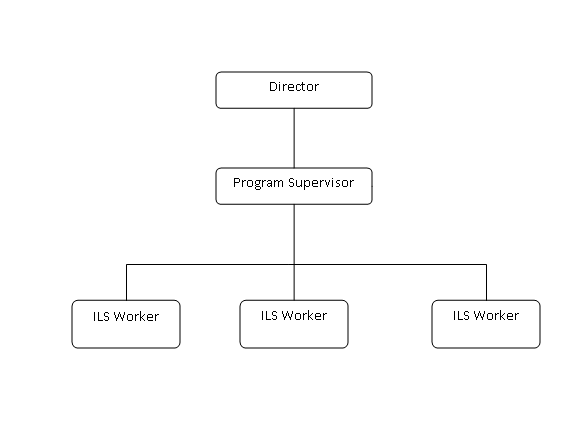 Director
Program Supervisor
ILS Worker
ILS Worker
ILS Worker